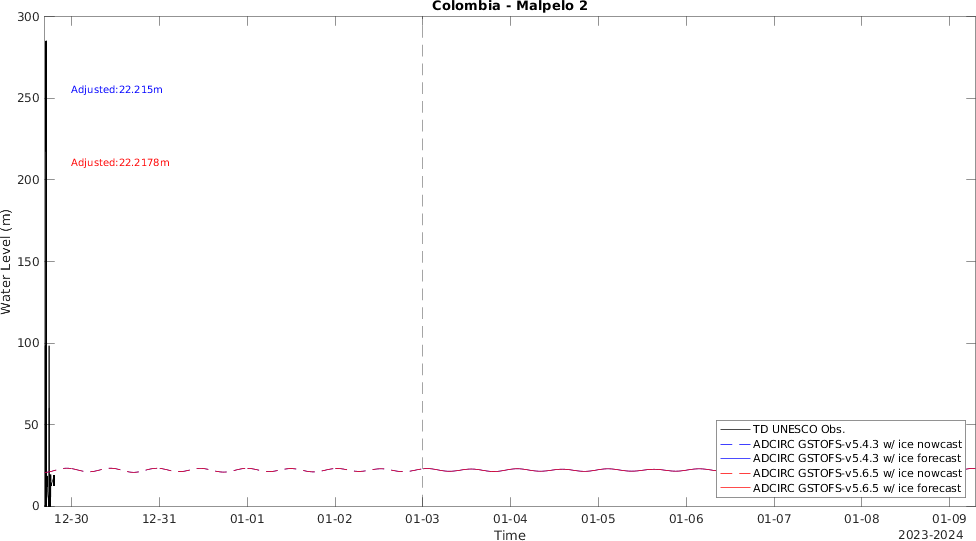 Colombia - Malpelo 2
300
250
200
150
100
50
0
Water Level (m)
Adjusted:22.215m
Adjusted:22.2178m
TD UNESCO Obs.
ADCIRC GSTOFS-v5.4.3 w/ ice nowcast
ADCIRC GSTOFS-v5.4.3 w/ ice forecast
ADCIRC GSTOFS-v5.6.5 w/ ice nowcast
ADCIRC GSTOFS-v5.6.5 w/ ice forecast
12-30 12-31 01-01 01-02 01-03 01-04 01-05 01-06 01-07 01-08 01-09
Time
2023-2024